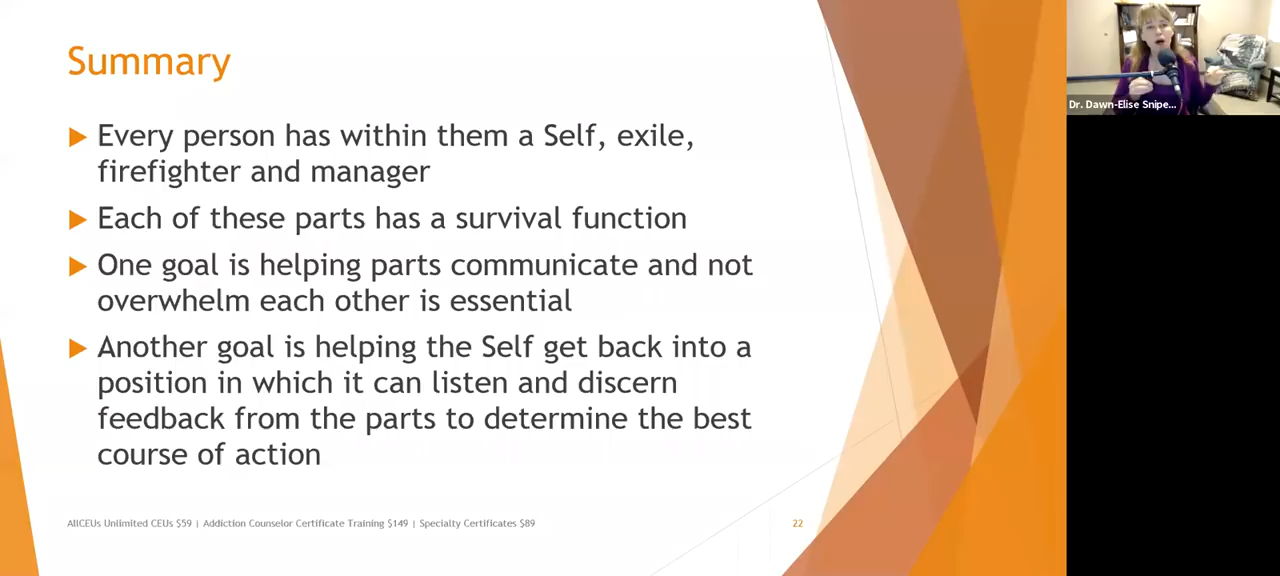 Summary
Every person has within them a Self, exile,
firefighter and manager
Each of these parts has a survival function
One goal is helping parts communicate and not
overwhelm each other is essential
Another goal is helping the Self get back into a
position in which it can listen and discern
feedback from the parts to determine the best
course of action
AllCEUs Unlimited CEUs $59 | Addiction Counselor Certificate Training $149 | Specialty Certificates $89
22
Dr. Dawn-Elise Snipe...